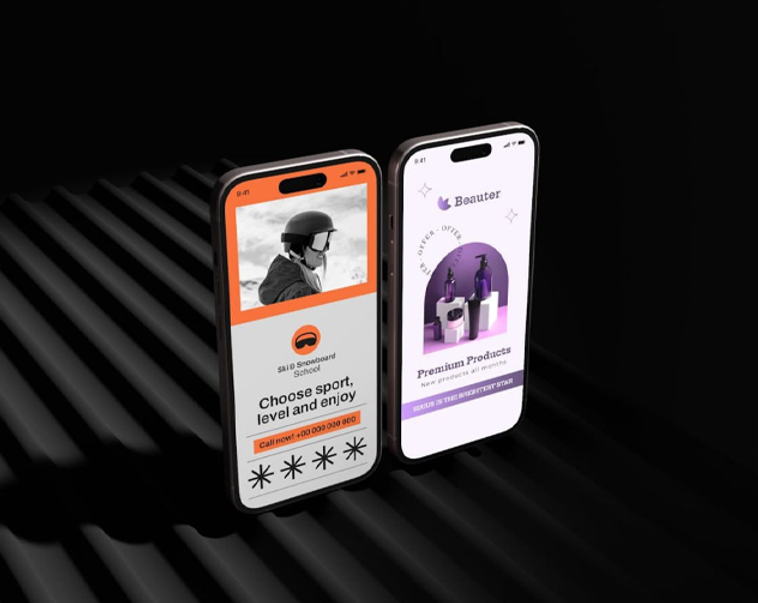 9:41
Ski & Snowboard
School
Choose sport,
level and enjoy
Call now! +00 000 000 000
9:41
Beauter
OFFER - OFFER -
Premium Products
New products all months
IS THE BRIGHTEST STAR